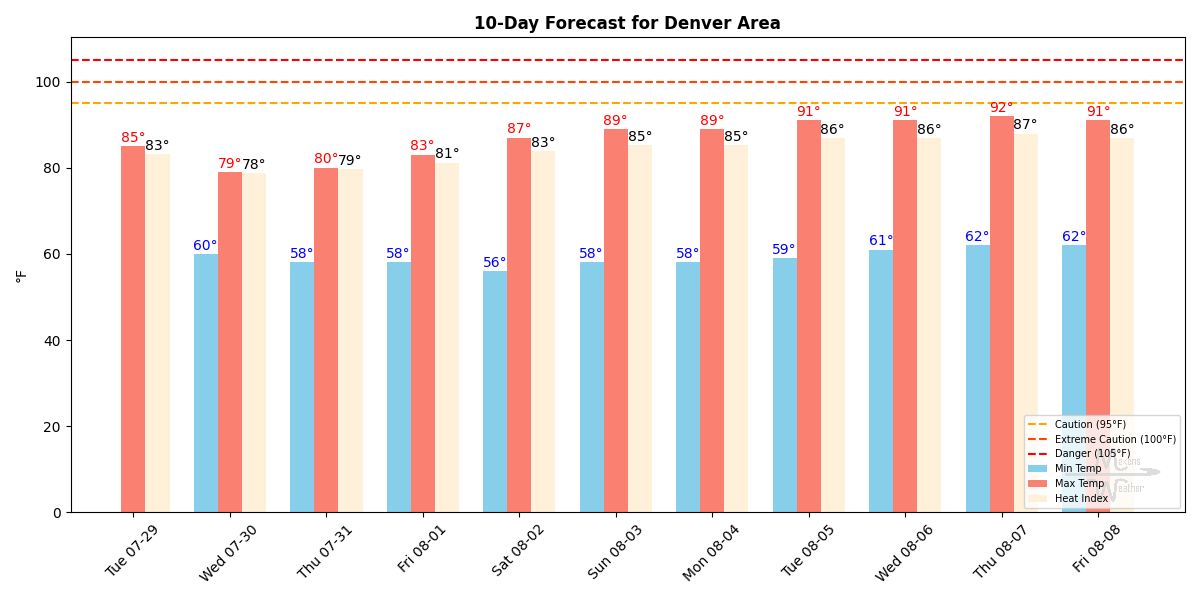 10-Day Forecast for Denver Area
°F
100
80
60
40
20
0
85° 83°
60° 79° 78°
58° 80° 79°
58° 83° 81°
56° 87° 83°
58° 89° 85°
58° 89° 85°
59° 91° 86°
61° 91° 86°
62° 92° 87°
62° 91° 86°
Tue 07-29
Wed 07-30
Thu 07-31
Fri 08-01
Sat 08-02
Sun 08-03
Mon 08-04
Tue 08-05
Wed 08-06
Thu 08-07
Fri 08-08
Caution (95°F)
Extreme Caution (100°F)
Danger (105°F)
Min Temp
Max Temp
Heat Index